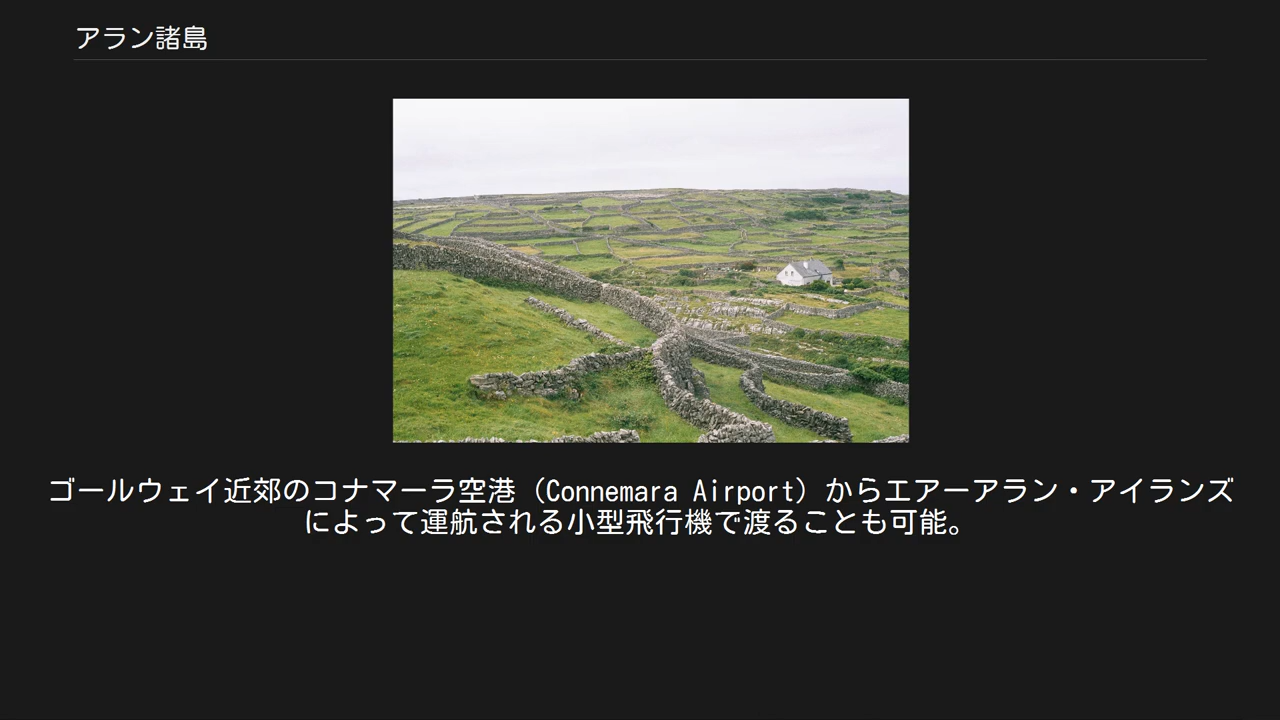 アラン諸島
ゴールウェイ近郊のコナマーラ空港（Connemara Airport）からエアーアラン・アイランズ
によって運航される小型飛行機で渡ることも可能。